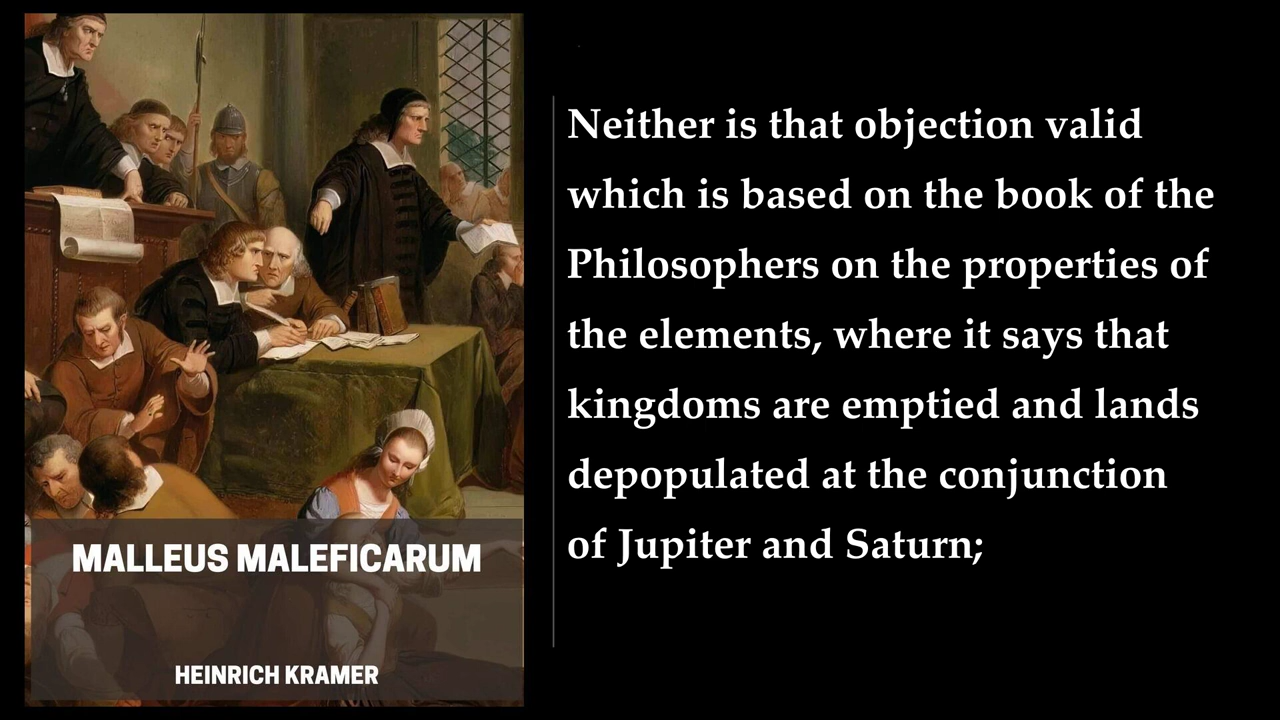 MALLEUS MALEFICARUM
HEINRICH KRAMER
Neither is that objection valid
which is based on the book of the
Philosophers on the properties of
the elements, where it says that
kingdoms are emptied and lands
depopulated at the conjunction
of Jupiter and Saturn;